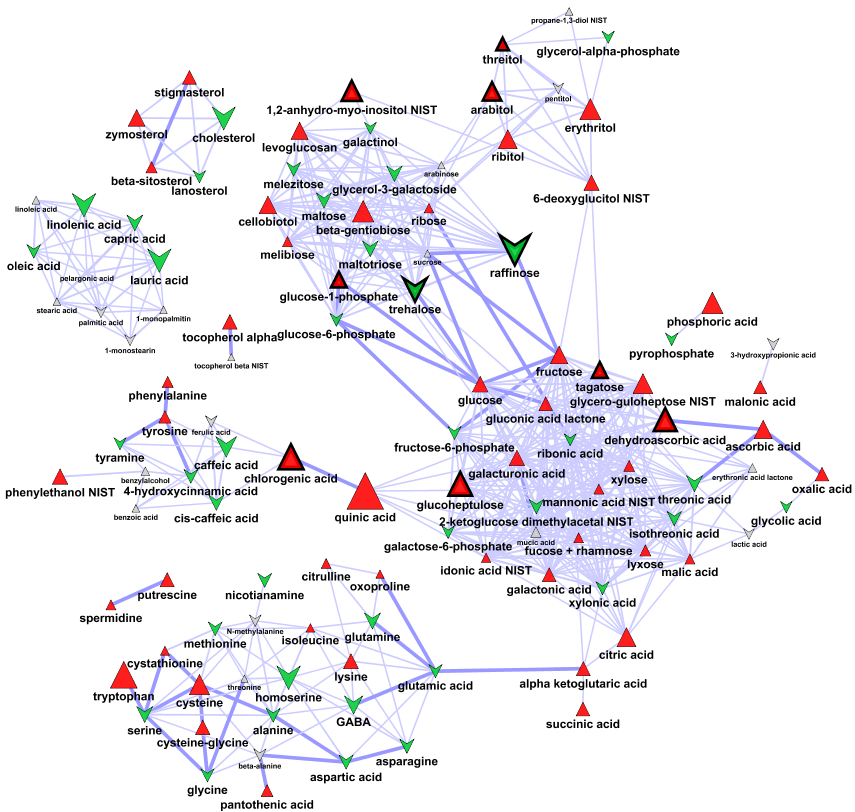 propane-1,3-diol NIST
threitol
glycerol-alpha-phosphate
stigmasterol
1,2-anhydro-myo-inositol NIST
arabitol
pentitol
erythritol
zymosterol
cholesterol
levoglucosan
galactinol
ribitol
beta-sitosterol
lanosterol
melezitose
glycerol-3-galactoside
arabinose
6-deoxyglucitol NIST
linoleic acid
linolenic acid
capric acid
cellobiotol
maltose
beta-gentiobiose
ribose
oleic acid
lauric acid
pelargonic acid
melibiose
maltotriose
sucrose
raffinose
stearic acid
palmitic acid
1-monopalmitin
glucose-1-phosphate
trehalose
1-monostearin
tocopherol alpha
glucose-6-phosphate
phosphoric acid
tocopherol beta NIST
pyrophosphate
3-hydroxypropionic acid
phenylalanine
glucose
fructose
tagatose
glycero-guloheptose NIST
malonic acid
gluconic acid lactone
tyrosine
ferulic acid
fructose-6-phosphate
ribonic acid
dehydroascorbic acid
ascorbic acid
tyramine
caffeic acid
chlorogenic acid
galacturonic acid
xylose
erythronic acid lactone
oxalic acid
phenylethanol NIST
benzylalcohol
4-hydroxycinnamic acid
quinic acid
glucoheptulose
mannonic acid NIST
threonic acid
benzoic acid
cis-caffeic acid
2-ketoglucose dimethylacetal NIST
isothreonic acid
glycolic acid
galactose-6-phosphate
mucic acid
fucose + rhamnose
lyxose
lactic acid
idonic acid NIST
malic acid
galactonic acid
xylonic acid
putrescine
nicotianamine
citrulline
oxoproline
spermidine
methionine
N-methylalanine
isoleucine
glutamine
citric acid
cystathionine
lysine
tryptophan
cysteine
threonine
homoserine
glutamic acid
alpha ketoglutaric acid
serine
cysteine-glycine
alanine
GABA
succinic acid
glycine
beta-alanine
aspartic acid
asparagine
pantothenic acid